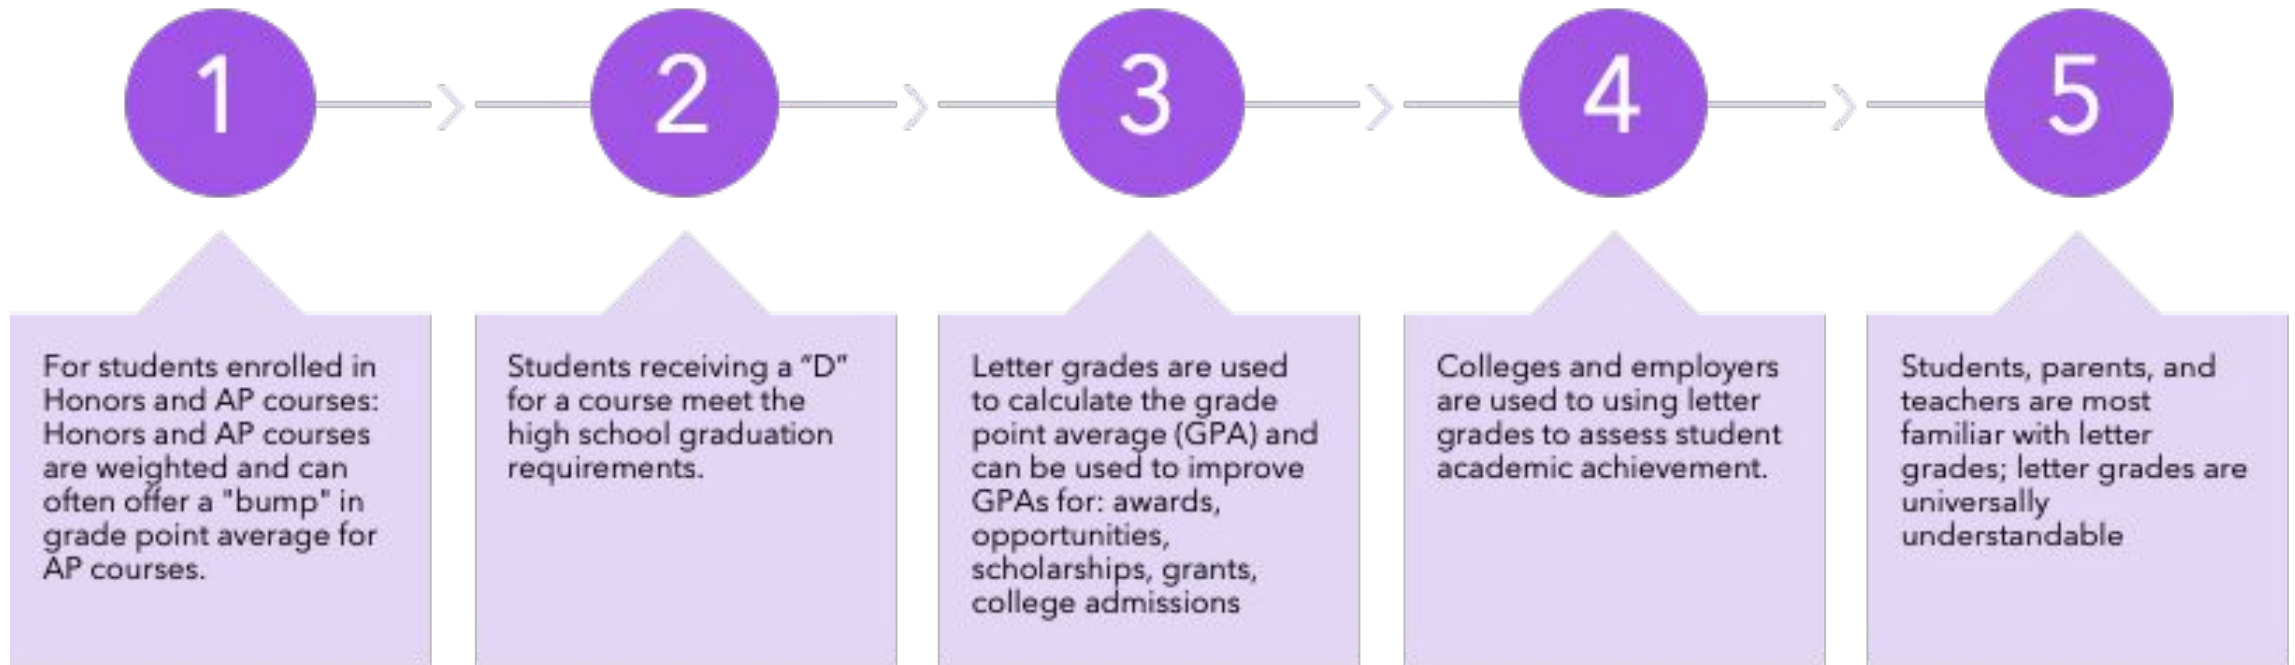 1
For students enrolled in
Honors and AP courses:
Honors and AP courses
are weighted and can
often offer a "bump" in
grade point average for
AP courses.
2
Students receiving a “D”
for a course meet the
high school graduation
requirements.
3
Letter grades are used
to calculate the grade
point average (GPA) and
can be used to improve
GPAs for: awards,
opportunities,
scholarships, grants,
college admissions
4
Colleges and employers
are used to using letter
grades to assess student
academic achievement.
5
Students, parents, and
teachers are most
familiar with letter
grades; letter grades are
universally
understandable